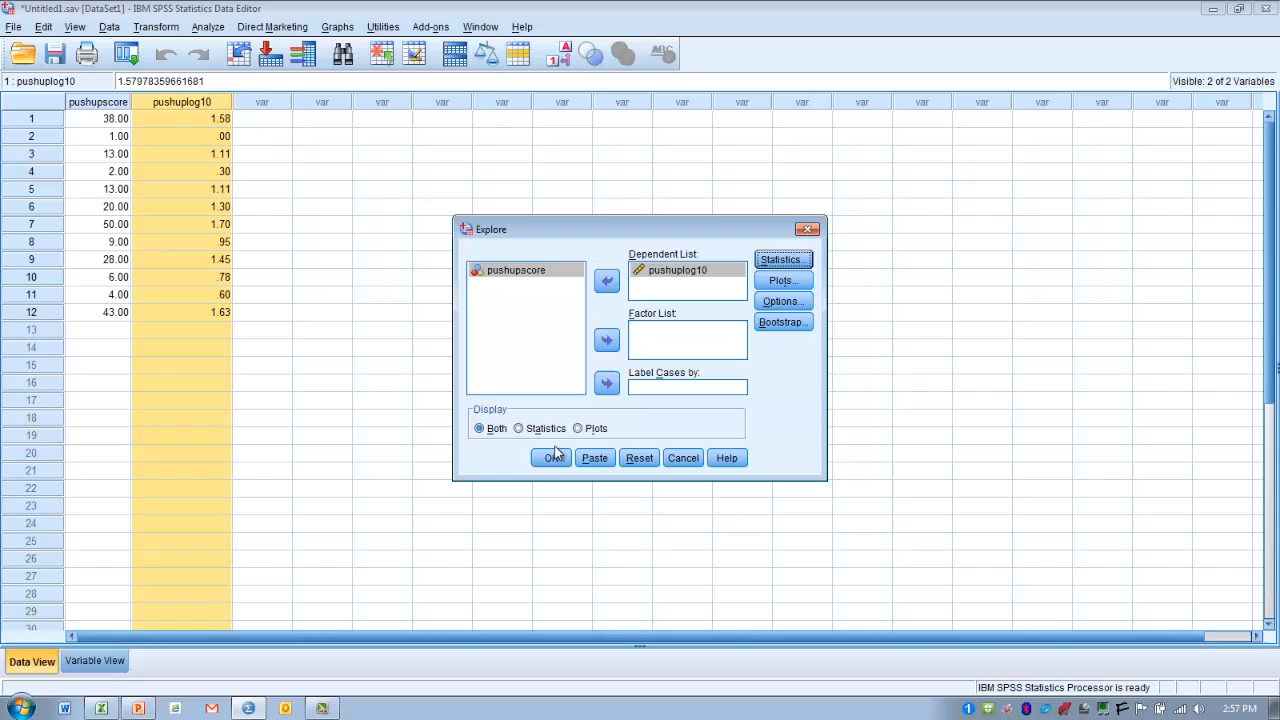 *Untitled1.sav [DataSet1] - IBM SPSS Statistics Data Editor
File Edit View Data Transform Analyze Direct Marketing Graphs Utilities Add-ons Window Help
1 : pushuplog10 1.57978359661681 Visible: 2 of 2 Variables
pushupscore pushuplog10 var var var var var var var var var var var var var var var var var
1 38.00 1.58
2 1.00 .00
3 13.00 1.11
4 2.00 .30
5 13.00 1.11
6 20.00 1.30
7 50.00 1.70
8 9.00 .95
9 28.00 1.45
10 6.00 .78
11 4.00 .60
12 43.00 1.63
13
14
15
16
17
18
19
20
21
22
23
24
25
26
27
28
29
30
Explore
Dependent List:
pushupscore
pushuplog10
Statistics...
Plots...
Options...
Bootstrap...
Factor List:
Label Cases by:
Display
Both Statistics Plots
Paste Reset Cancel Help
Data View Variable View
IBM SPSS Statistics Processor is ready
2:57 PM